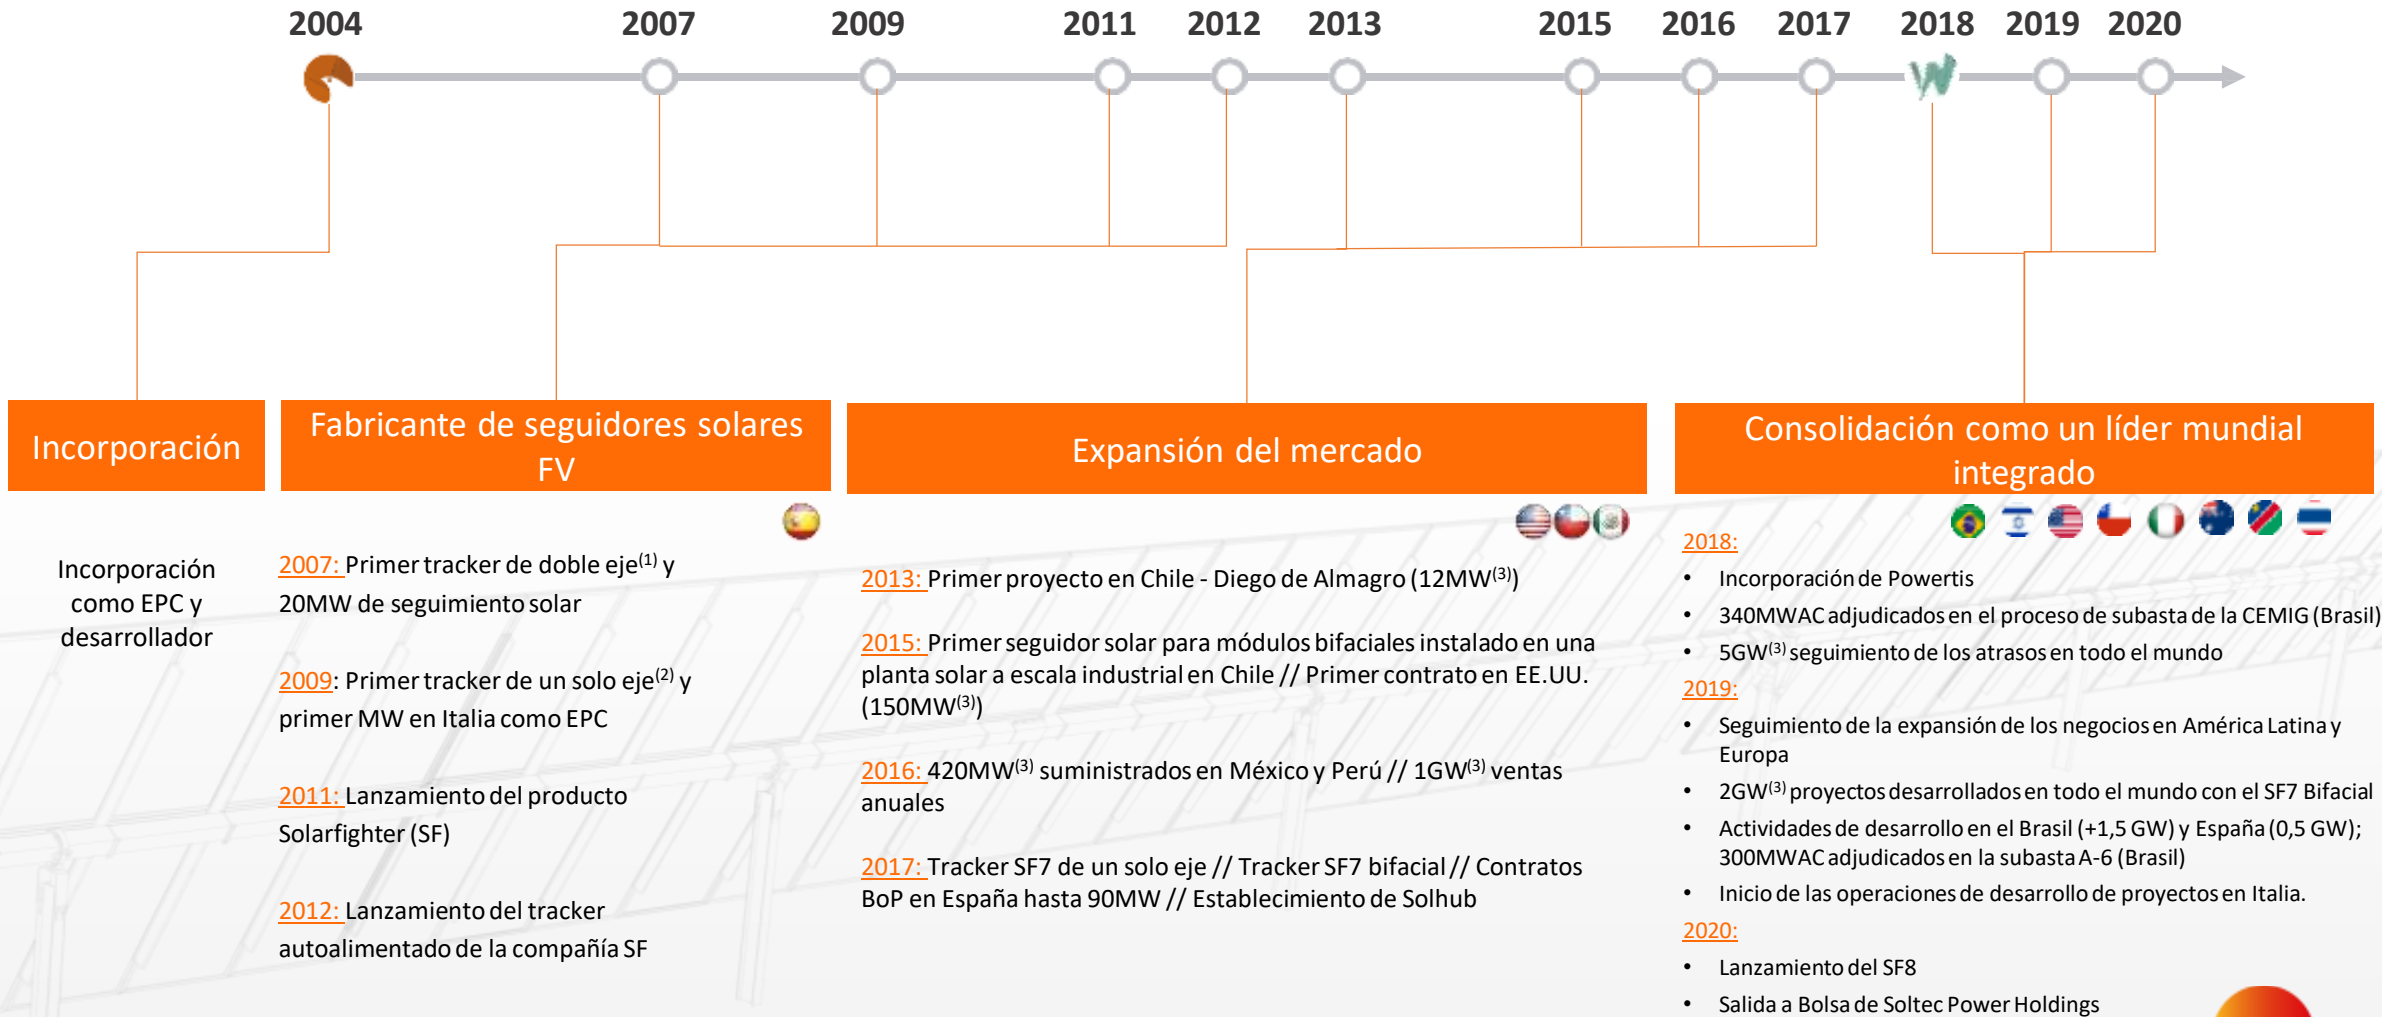 2004 2007 2009 2011 2012 2013 2015 2016 2017 2018 2019 2020
Incorporación
Incorporación
como EPC y
desarrollador
Fabricante de seguidores solares
FV
2007: Primer tracker de doble eje(1) y
20MW de seguimiento solar
2009: Primer tracker de un solo eje(2) y
primer MW en Italia como EPC
2011: Lanzamiento del producto
Solarfighter (SF)
2012: Lanzamiento del tracker
autoalimentado de la compañía SF
Expansión del mercado
2013: Primer proyecto en Chile - Diego de Almagro (12MW(3))
2015: Primer seguidor solar para módulos bifaciales instalado en una
planta solar a escala industrial en Chile // Primer contrato en EE.UU.
(150MW(3))
2016: 420MW(3) suministrados en México y Perú // 1GW(3) ventas
anuales
2017: Tracker SF7 de un solo eje // Tracker SF7 bifacial // Contratos
BoP en España hasta 90MW // Establecimiento de Solhub
Consolidación como un líder mundial
integrado
2018:
• Incorporación de Powertis
• 340MWAC adjudicados en el proceso de subasta de la CEMIG (Brasil)
• 5GW(3) seguimiento de los atrasos en todo el mundo
2019:
• Seguimiento de la expansión de los negocios en América Latina y
Europa
• 2GW(3) proyectos desarrollados en todo el mundo con el SF7 Bifacial
• Actividades de desarrollo en el Brasil (+1,5 GW) y España (0,5 GW);
300MWAC adjudicados en la subasta A-6 (Brasil)
• Inicio de las operaciones de desarrollo de proyectos en Italia.
2020:
• Lanzamiento del SF8
• Salida a Bolsa de Soltec Power Holdings